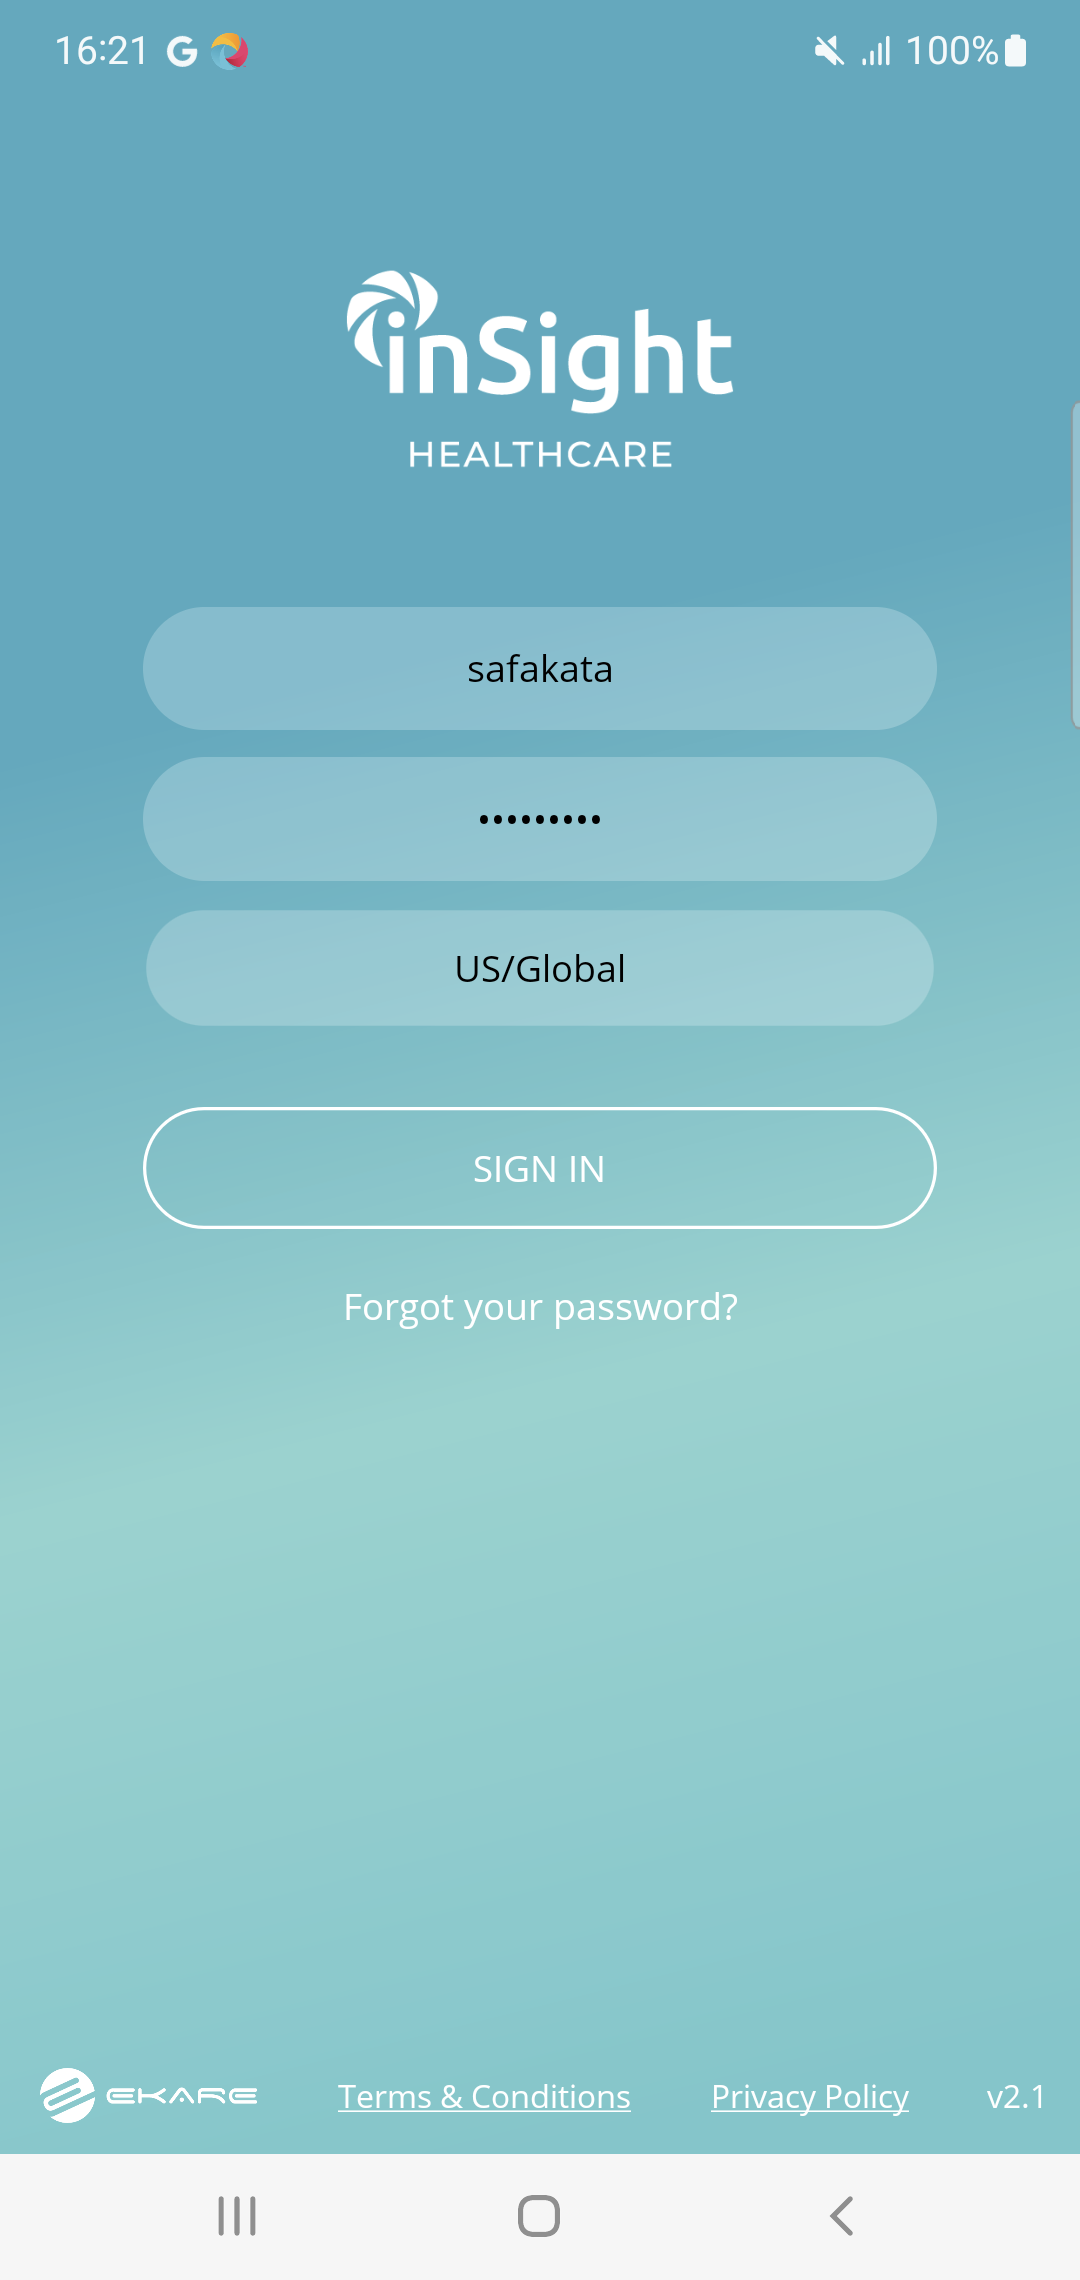 16:21 G 100%
inSight
HEALTHCARE
safakata
•••••••••
US/Global
SIGN IN
Forgot your password?
EKARE Terms & Conditions Privacy Policy v2.1